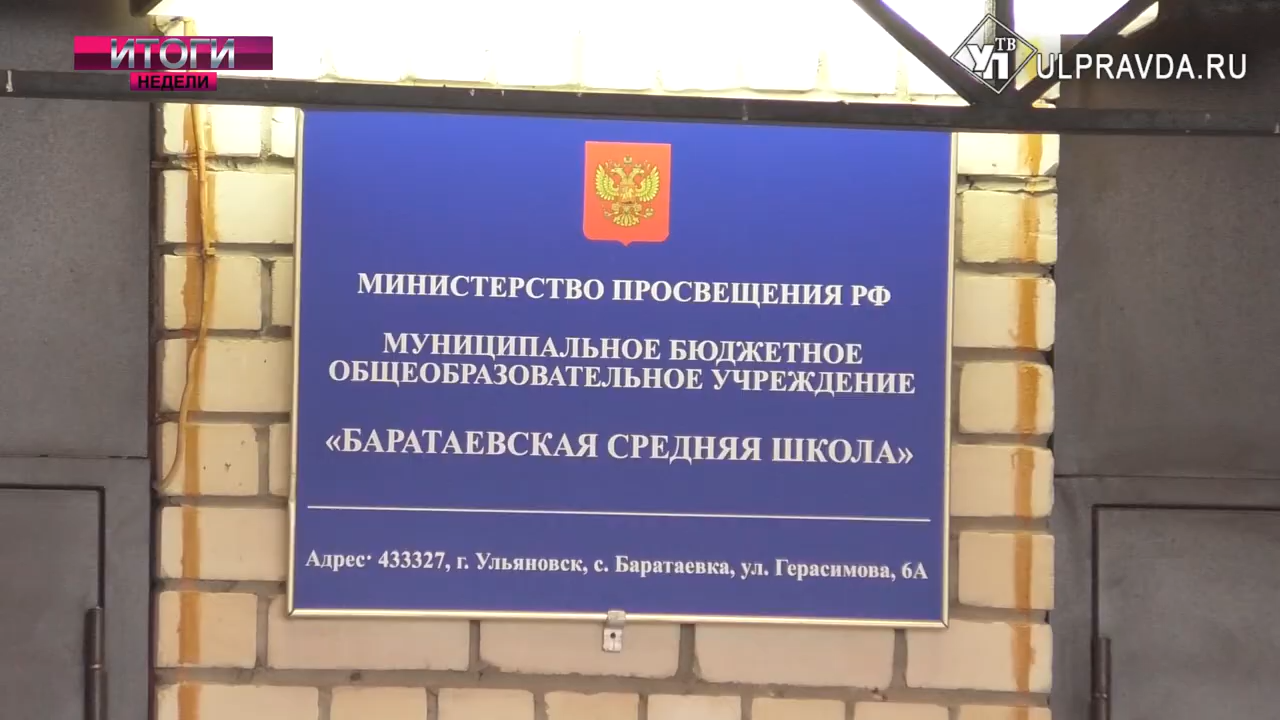 ИТОГИ
НЕДЕЛИ
УП ТВ
ULPRAVDA.RU
МИНИСТЕРСТВО ПРОСВЕЩЕНИЯ РФ
МУНИЦИПАЛЬНОЕ БЮДЖЕТНОЕ
ОБЩЕОБРАЗОВАТЕЛЬНОЕ УЧРЕЖДЕНИЕ
«БАРАТАЕВСКАЯ СРЕДНЯЯ ШКОЛА»
Адрес: 433327, г. Ульяновск, с. Баратаевка, ул. Герасимова, 6А